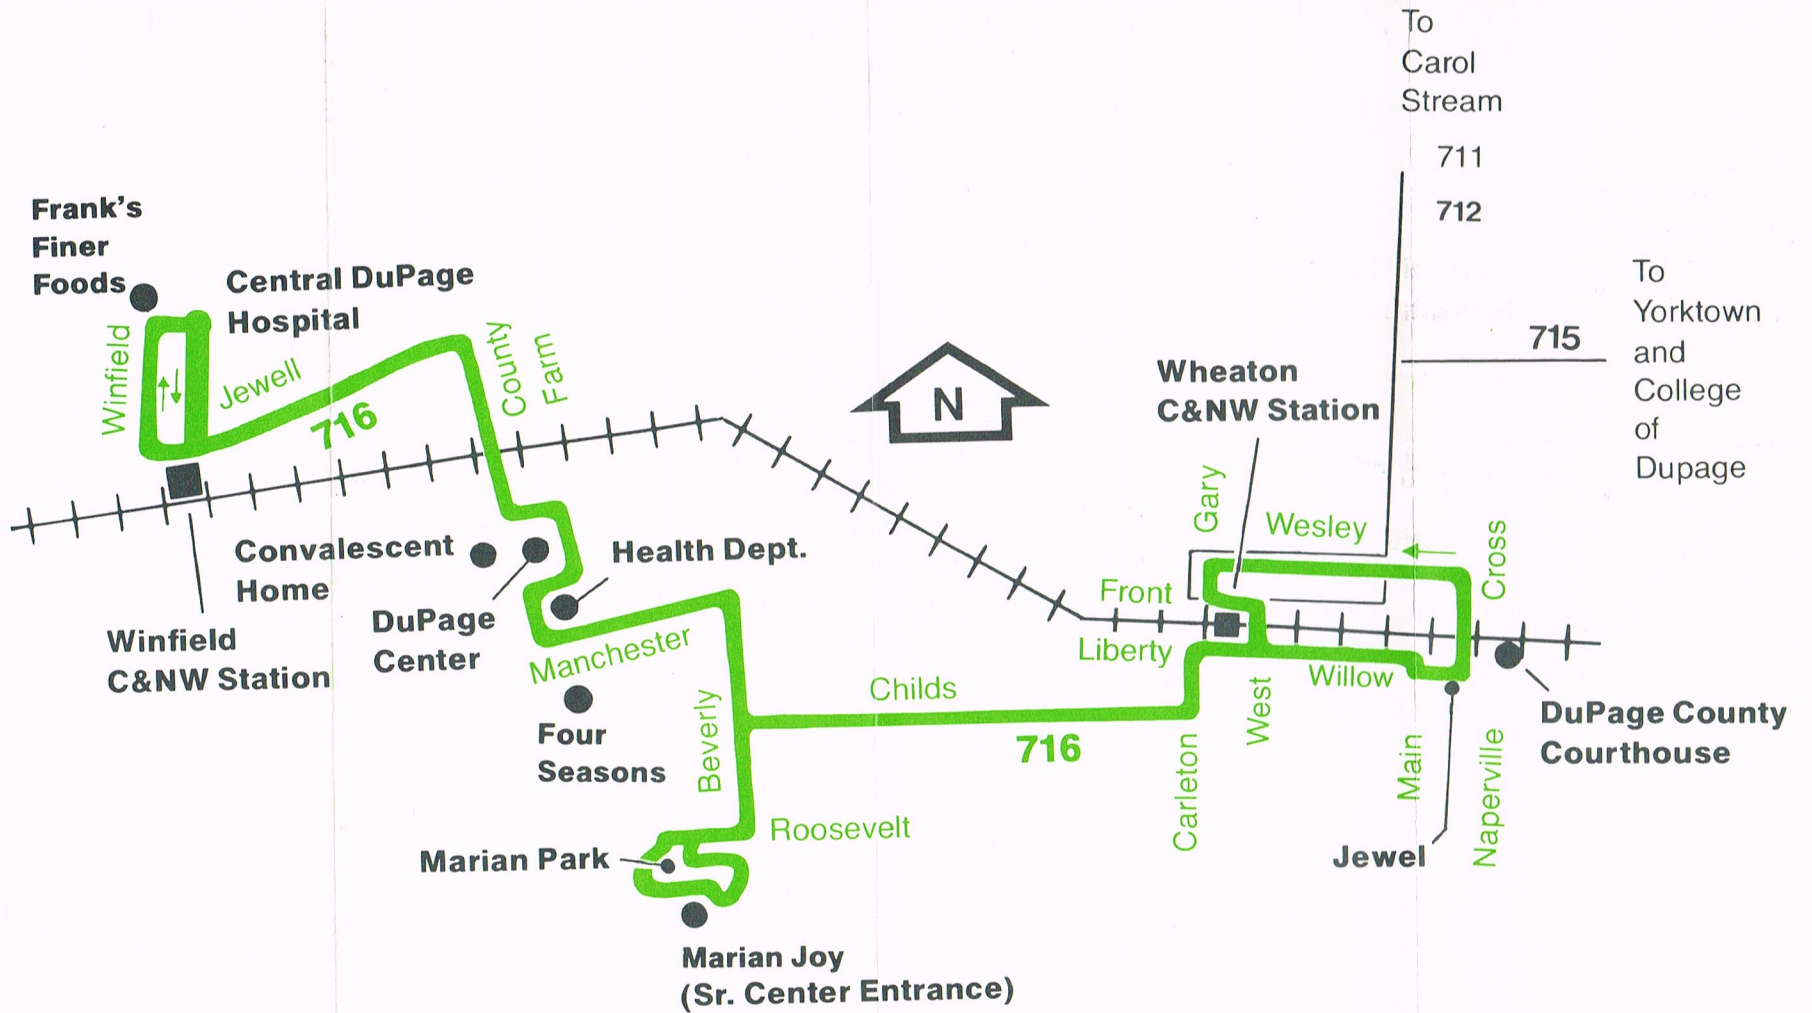 To
Carol
Stream
711
712
To
Yorktown
and
College
of
Dupage
715
Frank's
Finer
Foods
Central DuPage
Hospital
Winfield
Jewell
716
County
Farm
N
Wheaton
C&NW Station
Gary
Wesley
Cross
Front
Liberty
Willow
Convalescent
Home
Health Dept.
DuPage
Center
Winfield
C&NW Station
Manchester
Four
Seasons
Beverly
Childs
716
Carleton
West
Main
Naperville
DuPage County
Courthouse
Jewel
Roosevelt
Marian Park
Marian Joy
(Sr. Center Entrance)